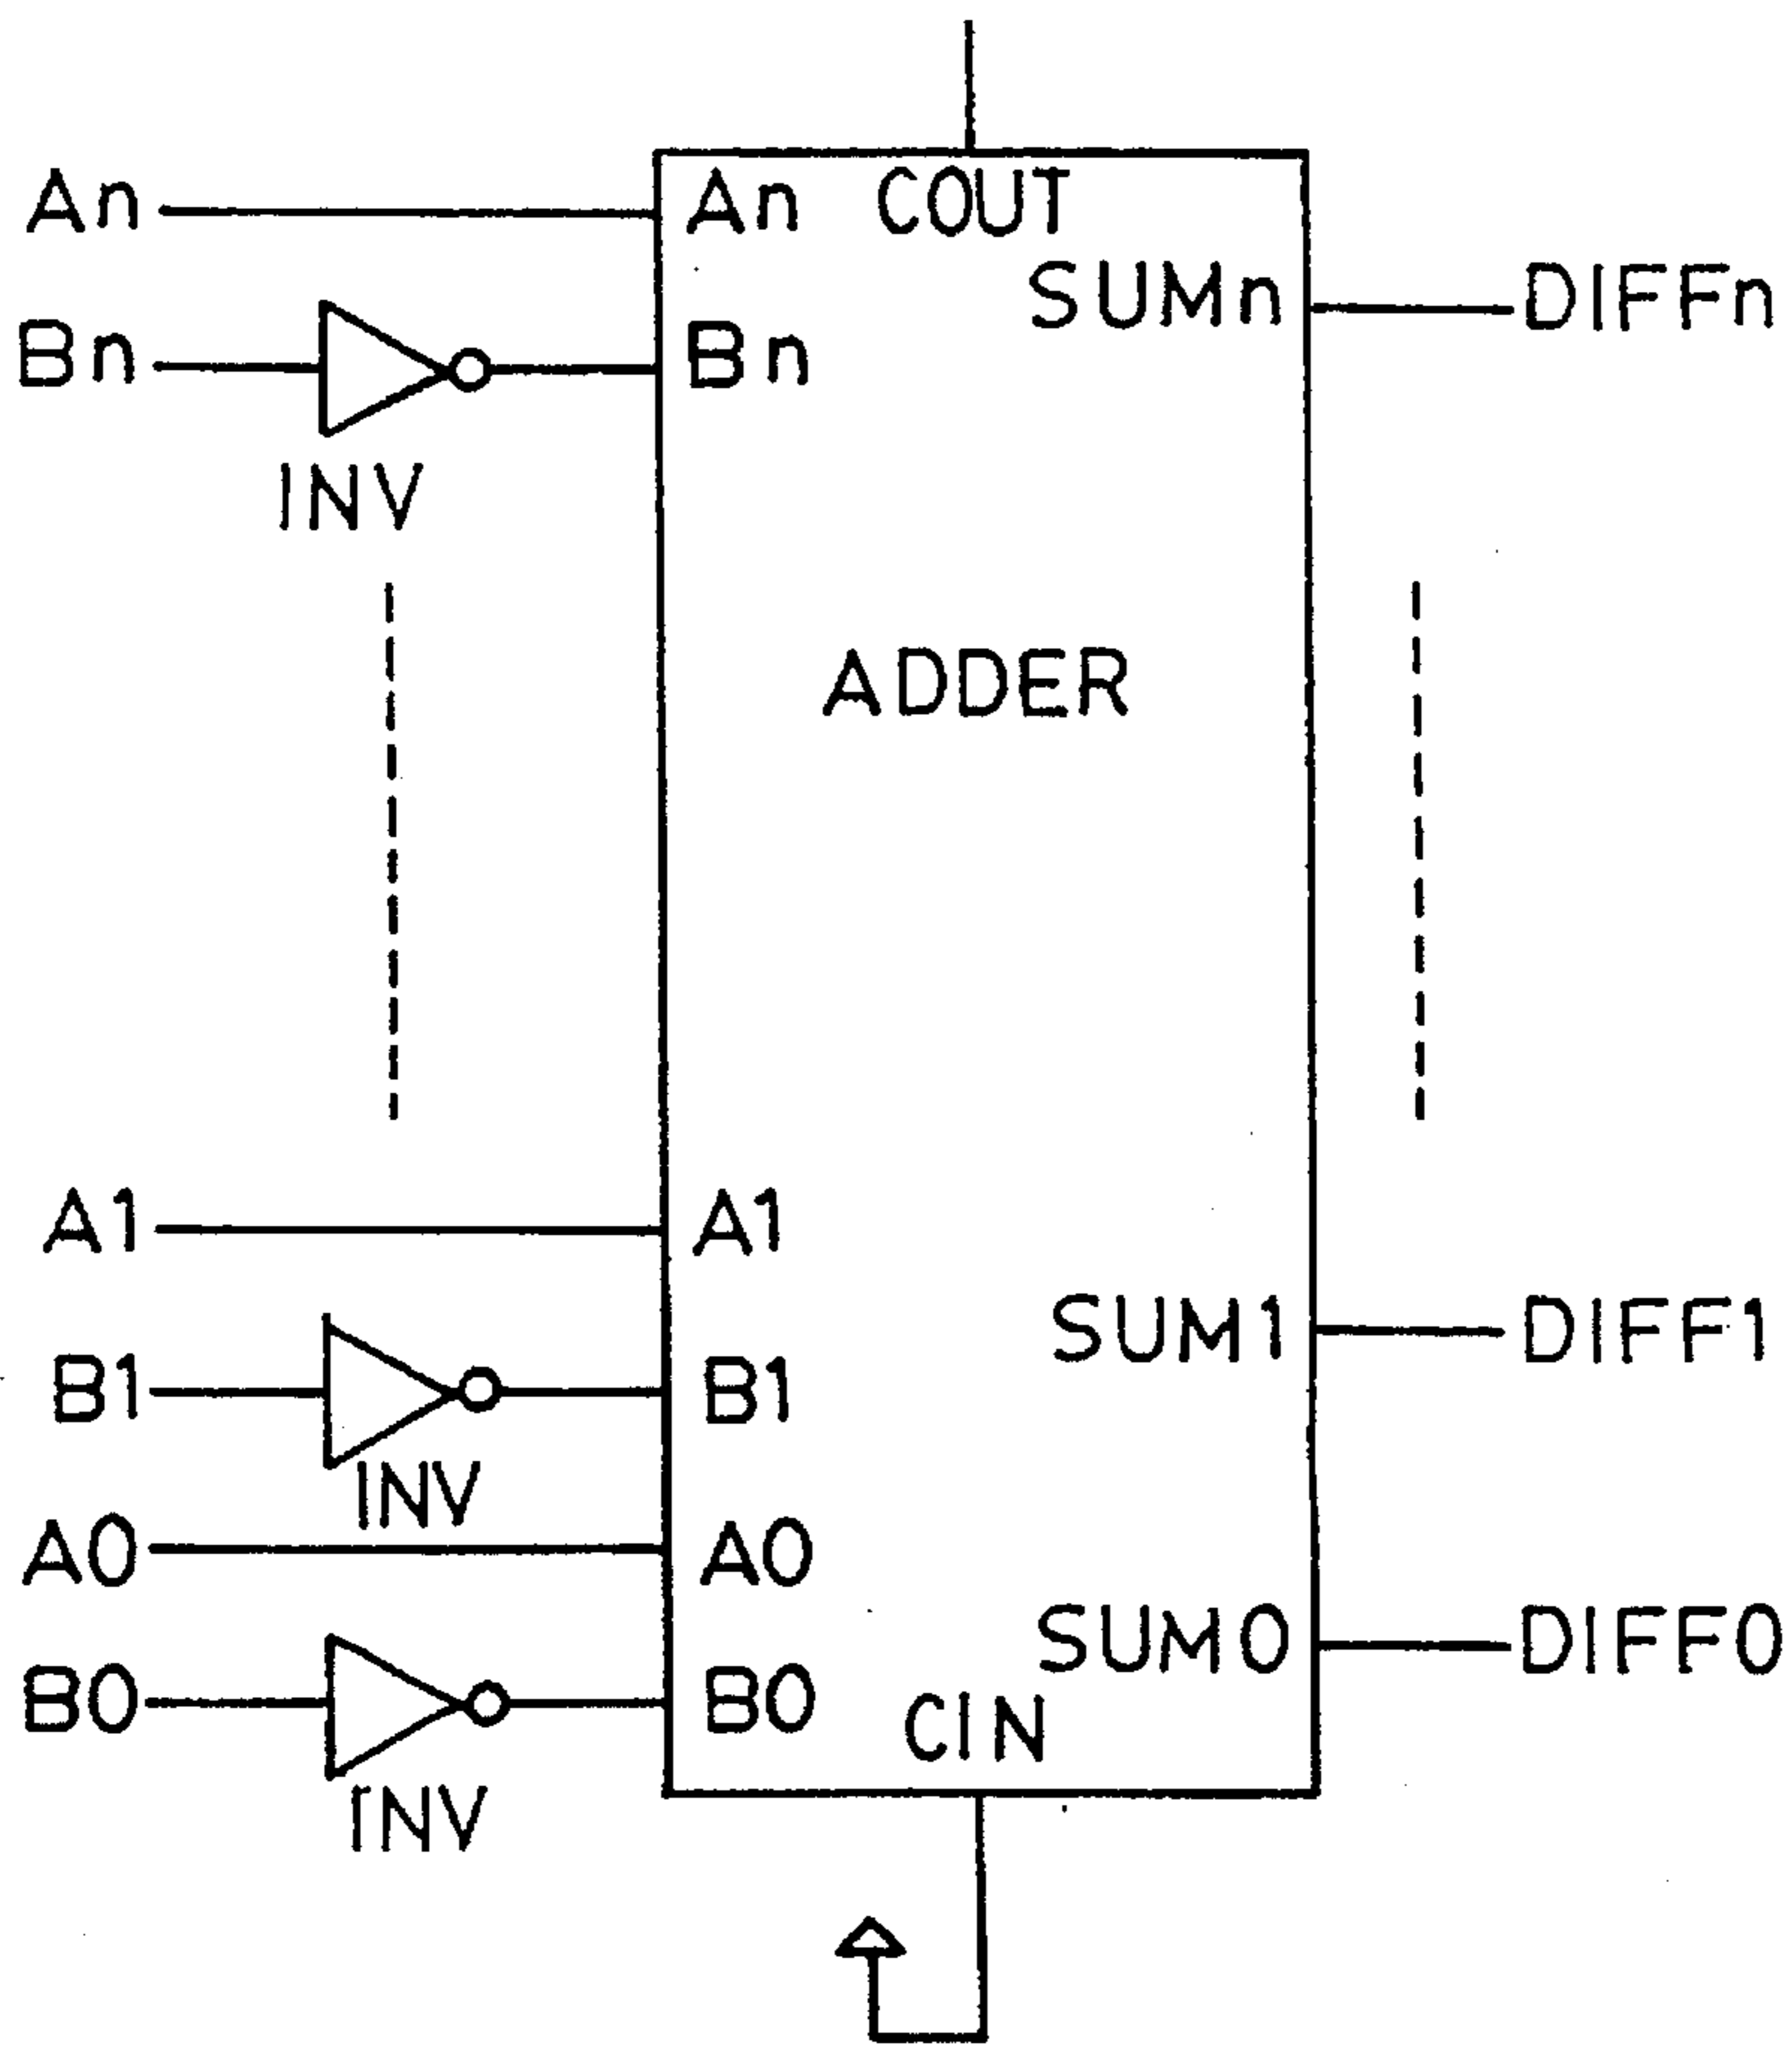 An An COUT
SUMn DIFFn
Bn Bn
INV
ADDER
A1 A1
SUM1 DIFF1
B1 B1
INV
A0 A0
SUM0 DIFF0
B0 B0
CIN
INV